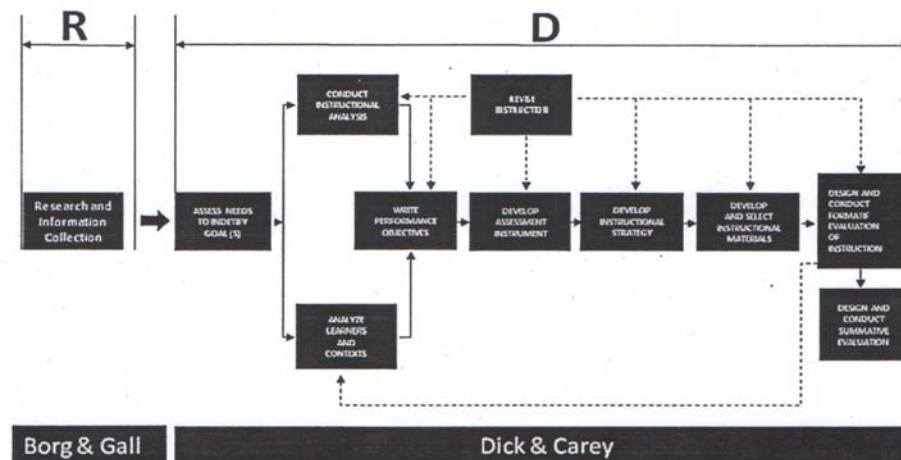 R
D
CONDUCT
INSTRUCTIONAL
ANALYSIS
REVISE
INSTRUCTION
Research and
Information
Collection
ASSESS NEEDS
TO INDETIFY
GOAL(S)
WRITE
PERFORMANCE
OBJECTIVES
DEVELOP
ASSESSMENT
INSTRUMENT
DEVELOP
INSTRUCTIONAL
STRATEGY
DEVELOP
AND SELECT
INSTRUCTIONAL
MATERIALS
DESIGN AND
CONDUCT
FORMATIF
EVALUATION
OF
INSTRUCTION
ANALYZE
LEARNERS
AND
CONTEXTS
DESIGN AND
CONDUCT
SUMMATIVE
EVALUATION
Borg & Gall
Dick & Carey